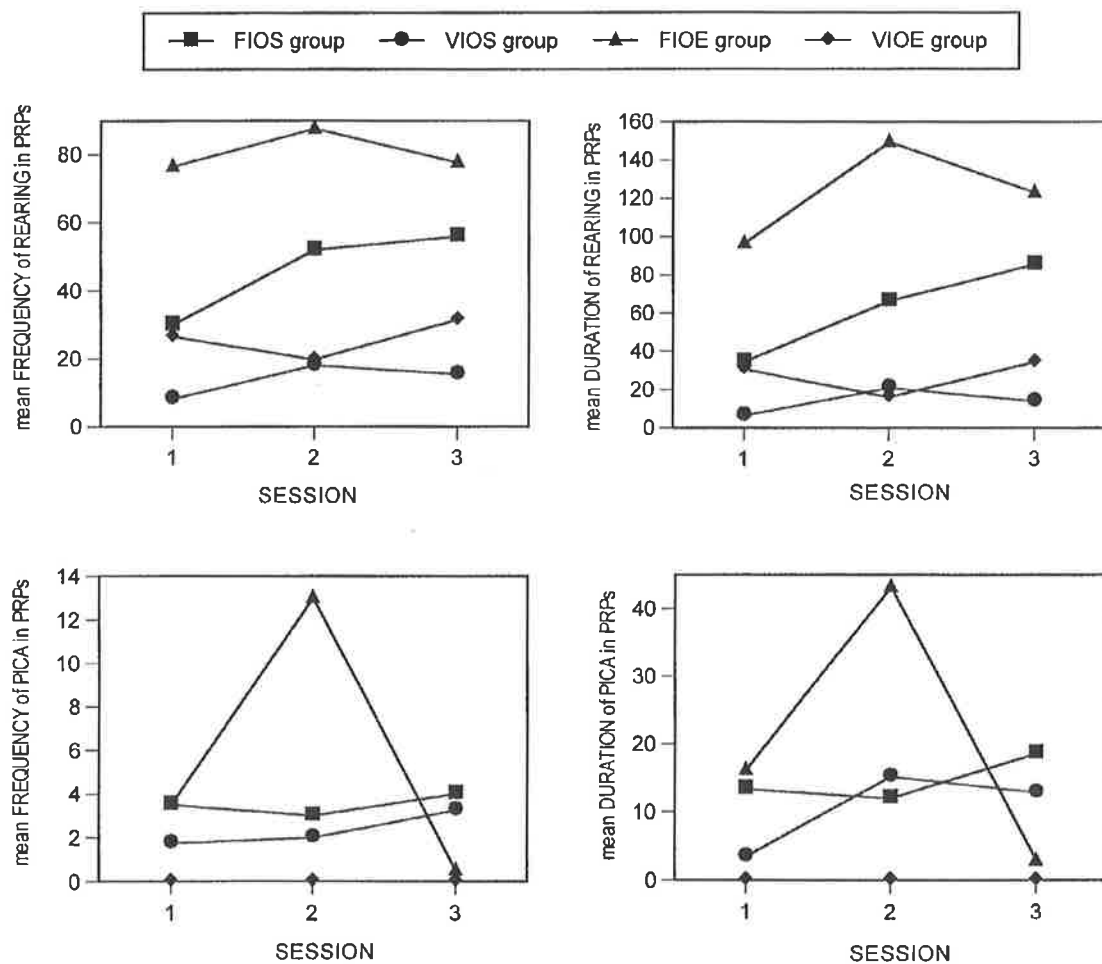 FIOS group VIOS group FIOE group VIOE group
mean FREQUENCY of REARING in PRPs
80
60
40
20
0
1 2 3
SESSION
mean DURATION of REARING in PRPs
160
140
120
100
80
60
40
20
0
1 2 3
SESSION
mean FREQUENCY of PICA in PRPs
14
12
10
8
6
4
2
0
1 2 3
SESSION
mean DURATION of PICA in PRPs
40
30
20
10
0
1 2 3
SESSION